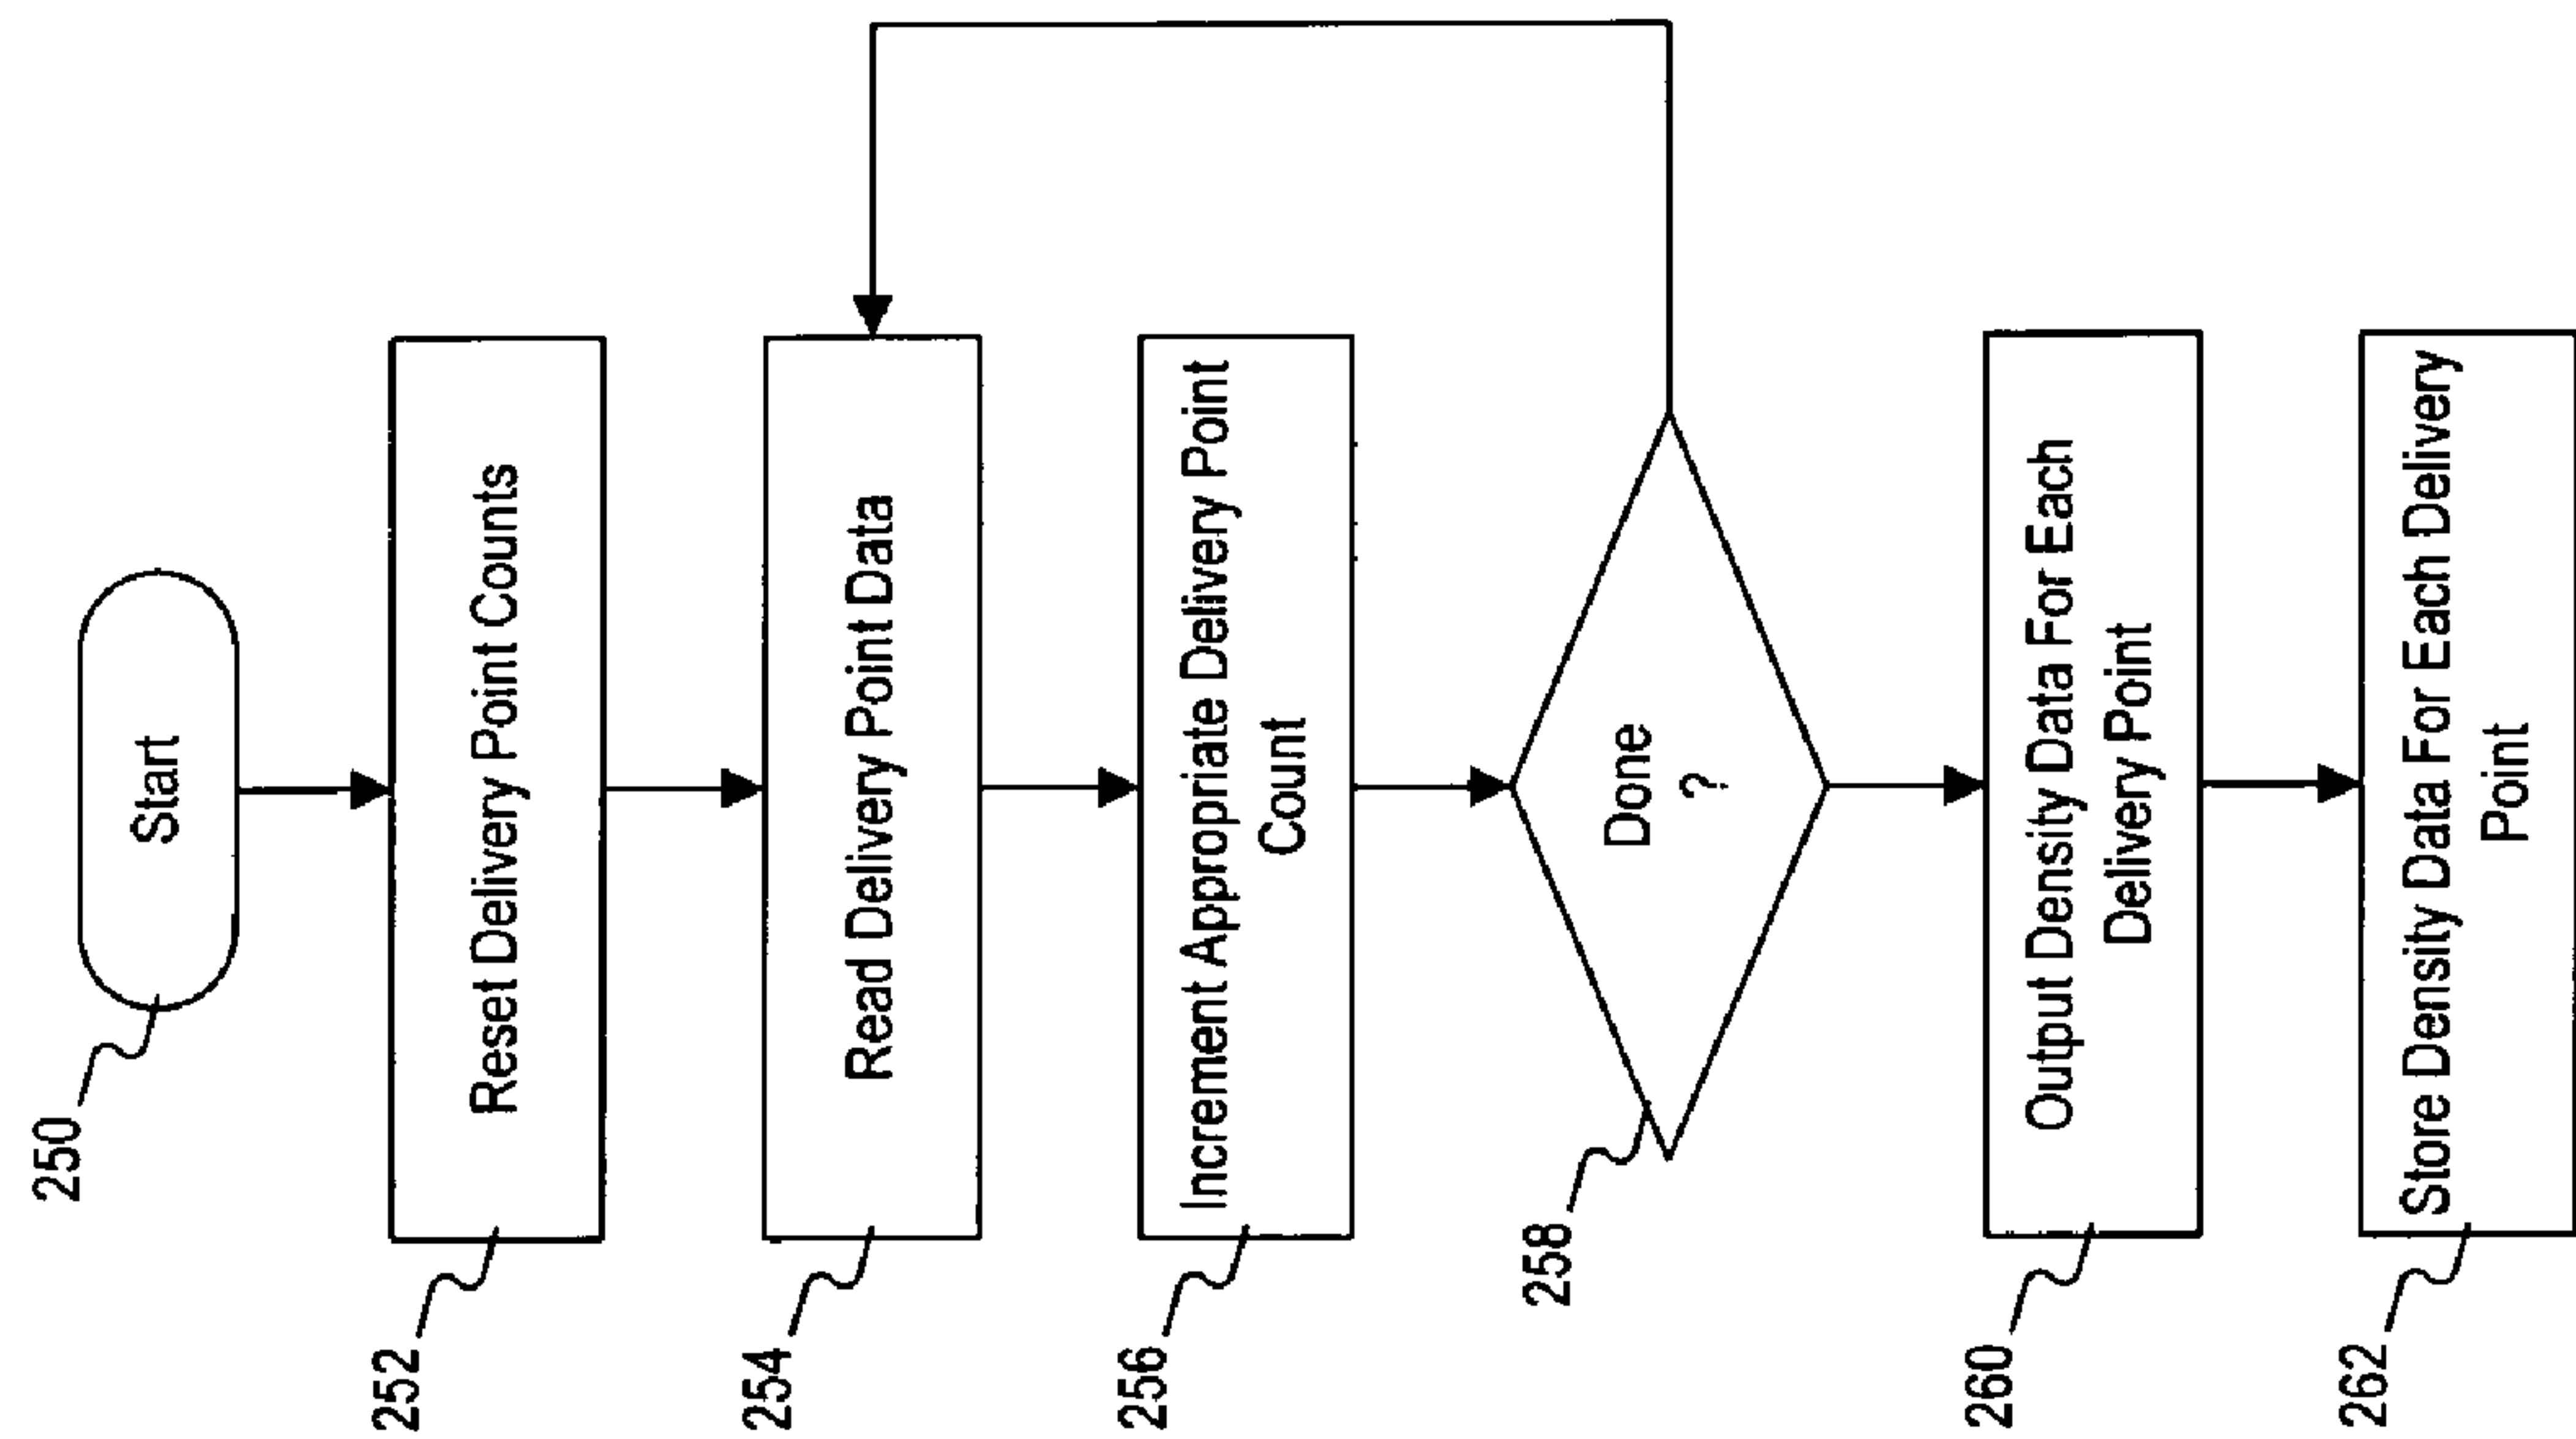 250
Start
252
Reset Delivery Point Counts
254
Read Delivery Point Data
256
Increment Appropriate Delivery Point
Count
258
Done
?
260
Output Density Data For Each
Delivery Point
262
Store Density Data For Each Delivery
Point